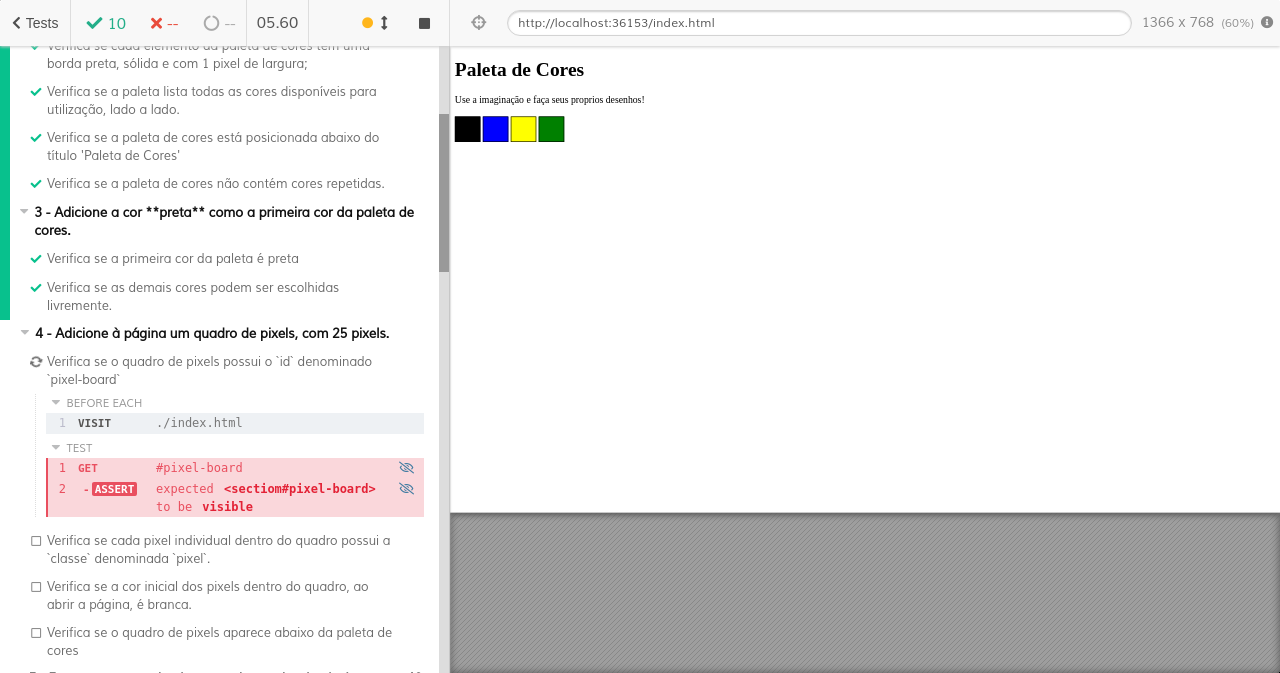 Tests
10
--
--
05.60
http://localhost:36153/index.html
1366 x 768 (60%)
Verifica se cada elemento da paleta de cores tem uma
borda preta, sólida e com 1 pixel de largura;
Verifica se a paleta lista todas as cores disponíveis para
utilização, lado a lado.
Verifica se a paleta de cores está posicionada abaixo do
título 'Paleta de Cores'
Verifica se a paleta de cores não contém cores repetidas.
3 - Adicione a cor **preta** como a primeira cor da paleta de
cores.
Verifica se a primeira cor da paleta é preta
Verifica se as demais cores podem ser escolhidas
livremente.
4 - Adicione à página um quadro de pixels, com 25 pixels.
Verifica se o quadro de pixels possui o `id` denominado
`pixel-board`
BEFORE EACH
1 VISIT ./index.html
TEST
1 GET #pixel-board
2 -ASSERT expected <sectiom#pixel-board>
to be visible
Verifica se cada pixel individual dentro do quadro possui a
`classe` denominada `pixel`.
Verifica se a cor inicial dos pixels dentro do quadro, ao
abrir a página, é branca.
Verifica se o quadro de pixels aparece abaixo da paleta de
cores
Paleta de Cores
Use a imaginação e faça seus proprios desenhos!